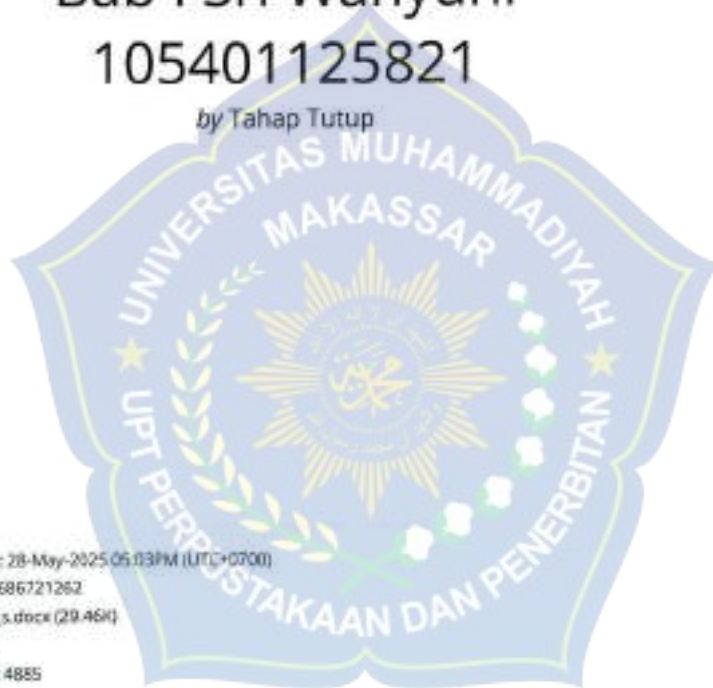 105401125821
by Tahap Tutup
UNIVERSITAS MUHAMMADIYAH
MAKASSAR
UPT PERPUSTAKAAN DAN PENERBITAN
: 28-May-2025 05:03PM (UTC+0700)
686721262
s.docx (29.46K)
: 4885